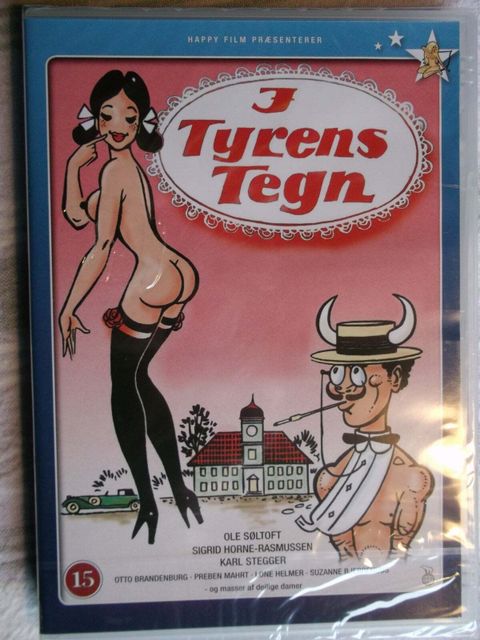 HAPPY FILM PRÆSENTERER
I
Tyrens
Tegn
OLE SØLTOFT
SIGRID HORNE-RASMUSSEN
KARL STEGGER
OTTO BRANDENBURG · PREBEN MAHRT · LONE HELMER · SUZANNE
- og masser af dejlige damer
15